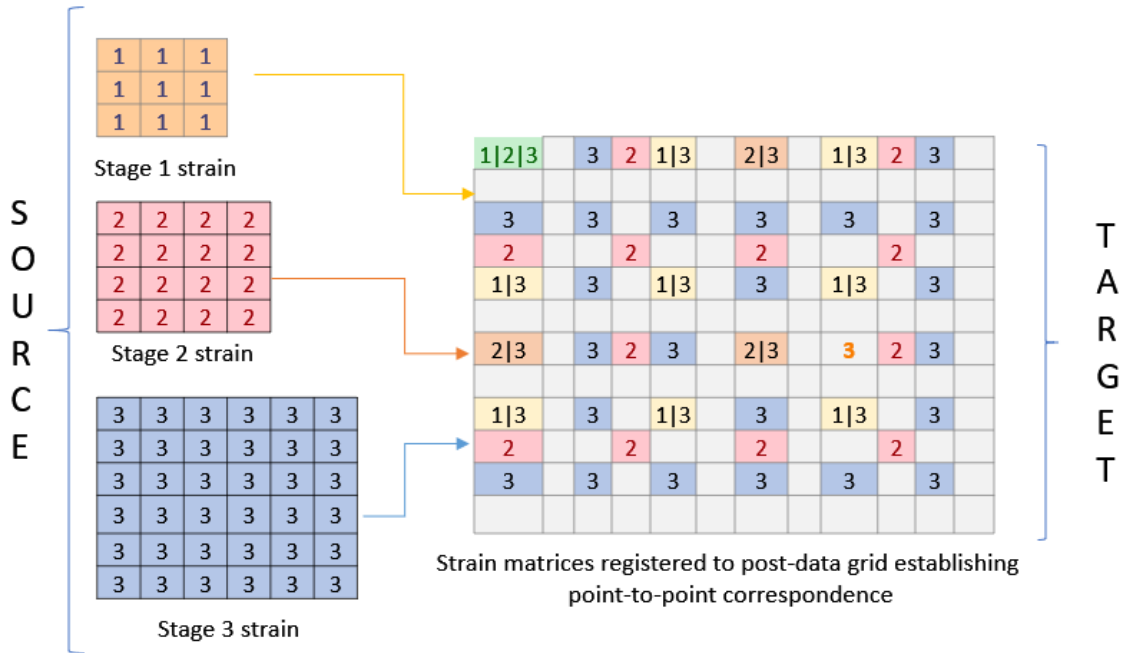 SOURCE
1 1 1
1 1 1
1 1 1
Stage 1 strain
2 2 2 2
2 2 2 2
2 2 2 2
2 2 2 2
Stage 2 strain
3 3 3 3 3 3
3 3 3 3 3 3
3 3 3 3 3 3
3 3 3 3 3 3
3 3 3 3 3 3
3 3 3 3 3 3
Stage 3 strain
1|2|3 3 2 1|3 2|3 1|3 2 3
3 3 3 3 3 3
2 2 2 2
1|3 3 1|3 3 1|3 3
2|3 3 2 3 2|3 3 2 3
1|3 3 1|3 3 1|3 3
2 2 2 2
3 3 3 3 3 3
Strain matrices registered to post-data grid establishing
point-to-point correspondence
TARGET